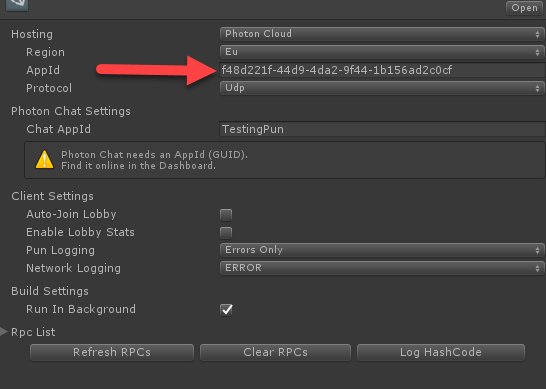 Open
Hosting Photon Cloud
Region Eu
AppId f48d221f-44d9-4da2-9f44-1b156ad2c0cf
Protocol Udp
Photon Chat Settings
Chat AppId TestingPun
Photon Chat needs an AppId (GUID).
Find it online in the Dashboard.
Client Settings
Auto-Join Lobby
Enable Lobby Stats
Pun Logging Errors Only
Network Logging ERROR
Build Settings
Run In Background
Rpc List
Refresh RPCs Clear RPCs Log HashCode